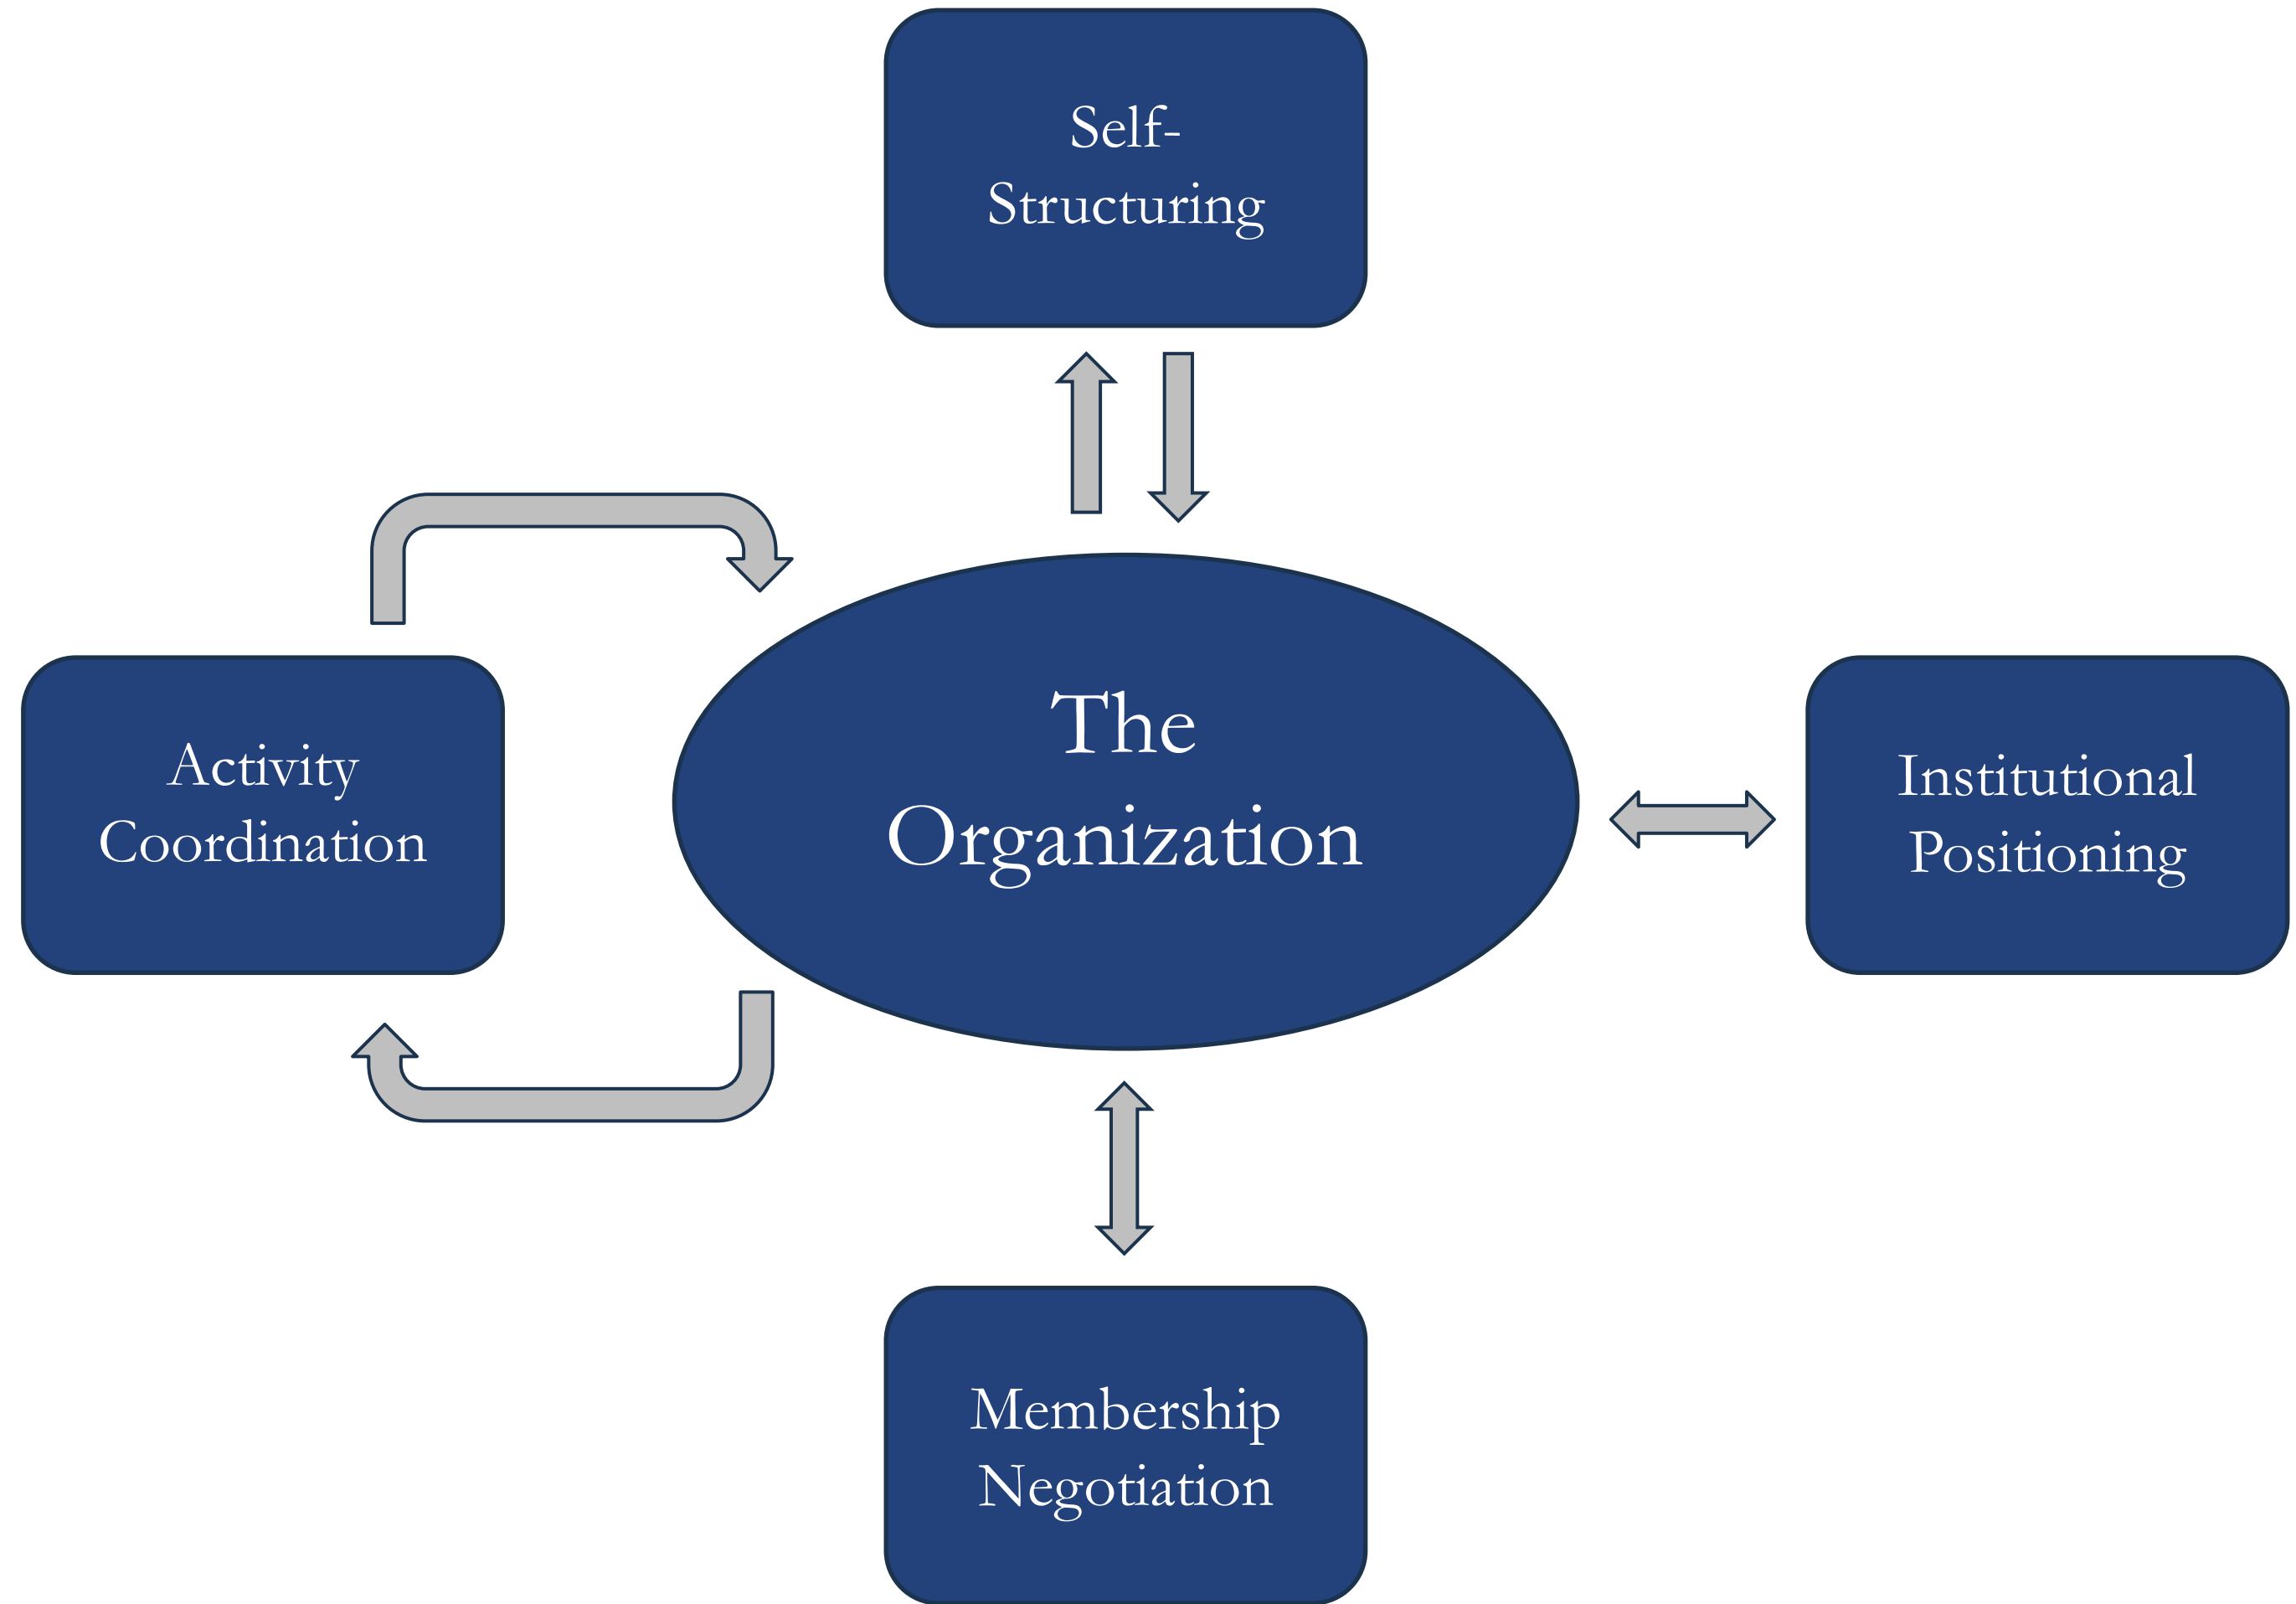 Self-
Structuring
The
Organization
Activity
Coordination
Institutional
Positioning
Membership
Negotiation